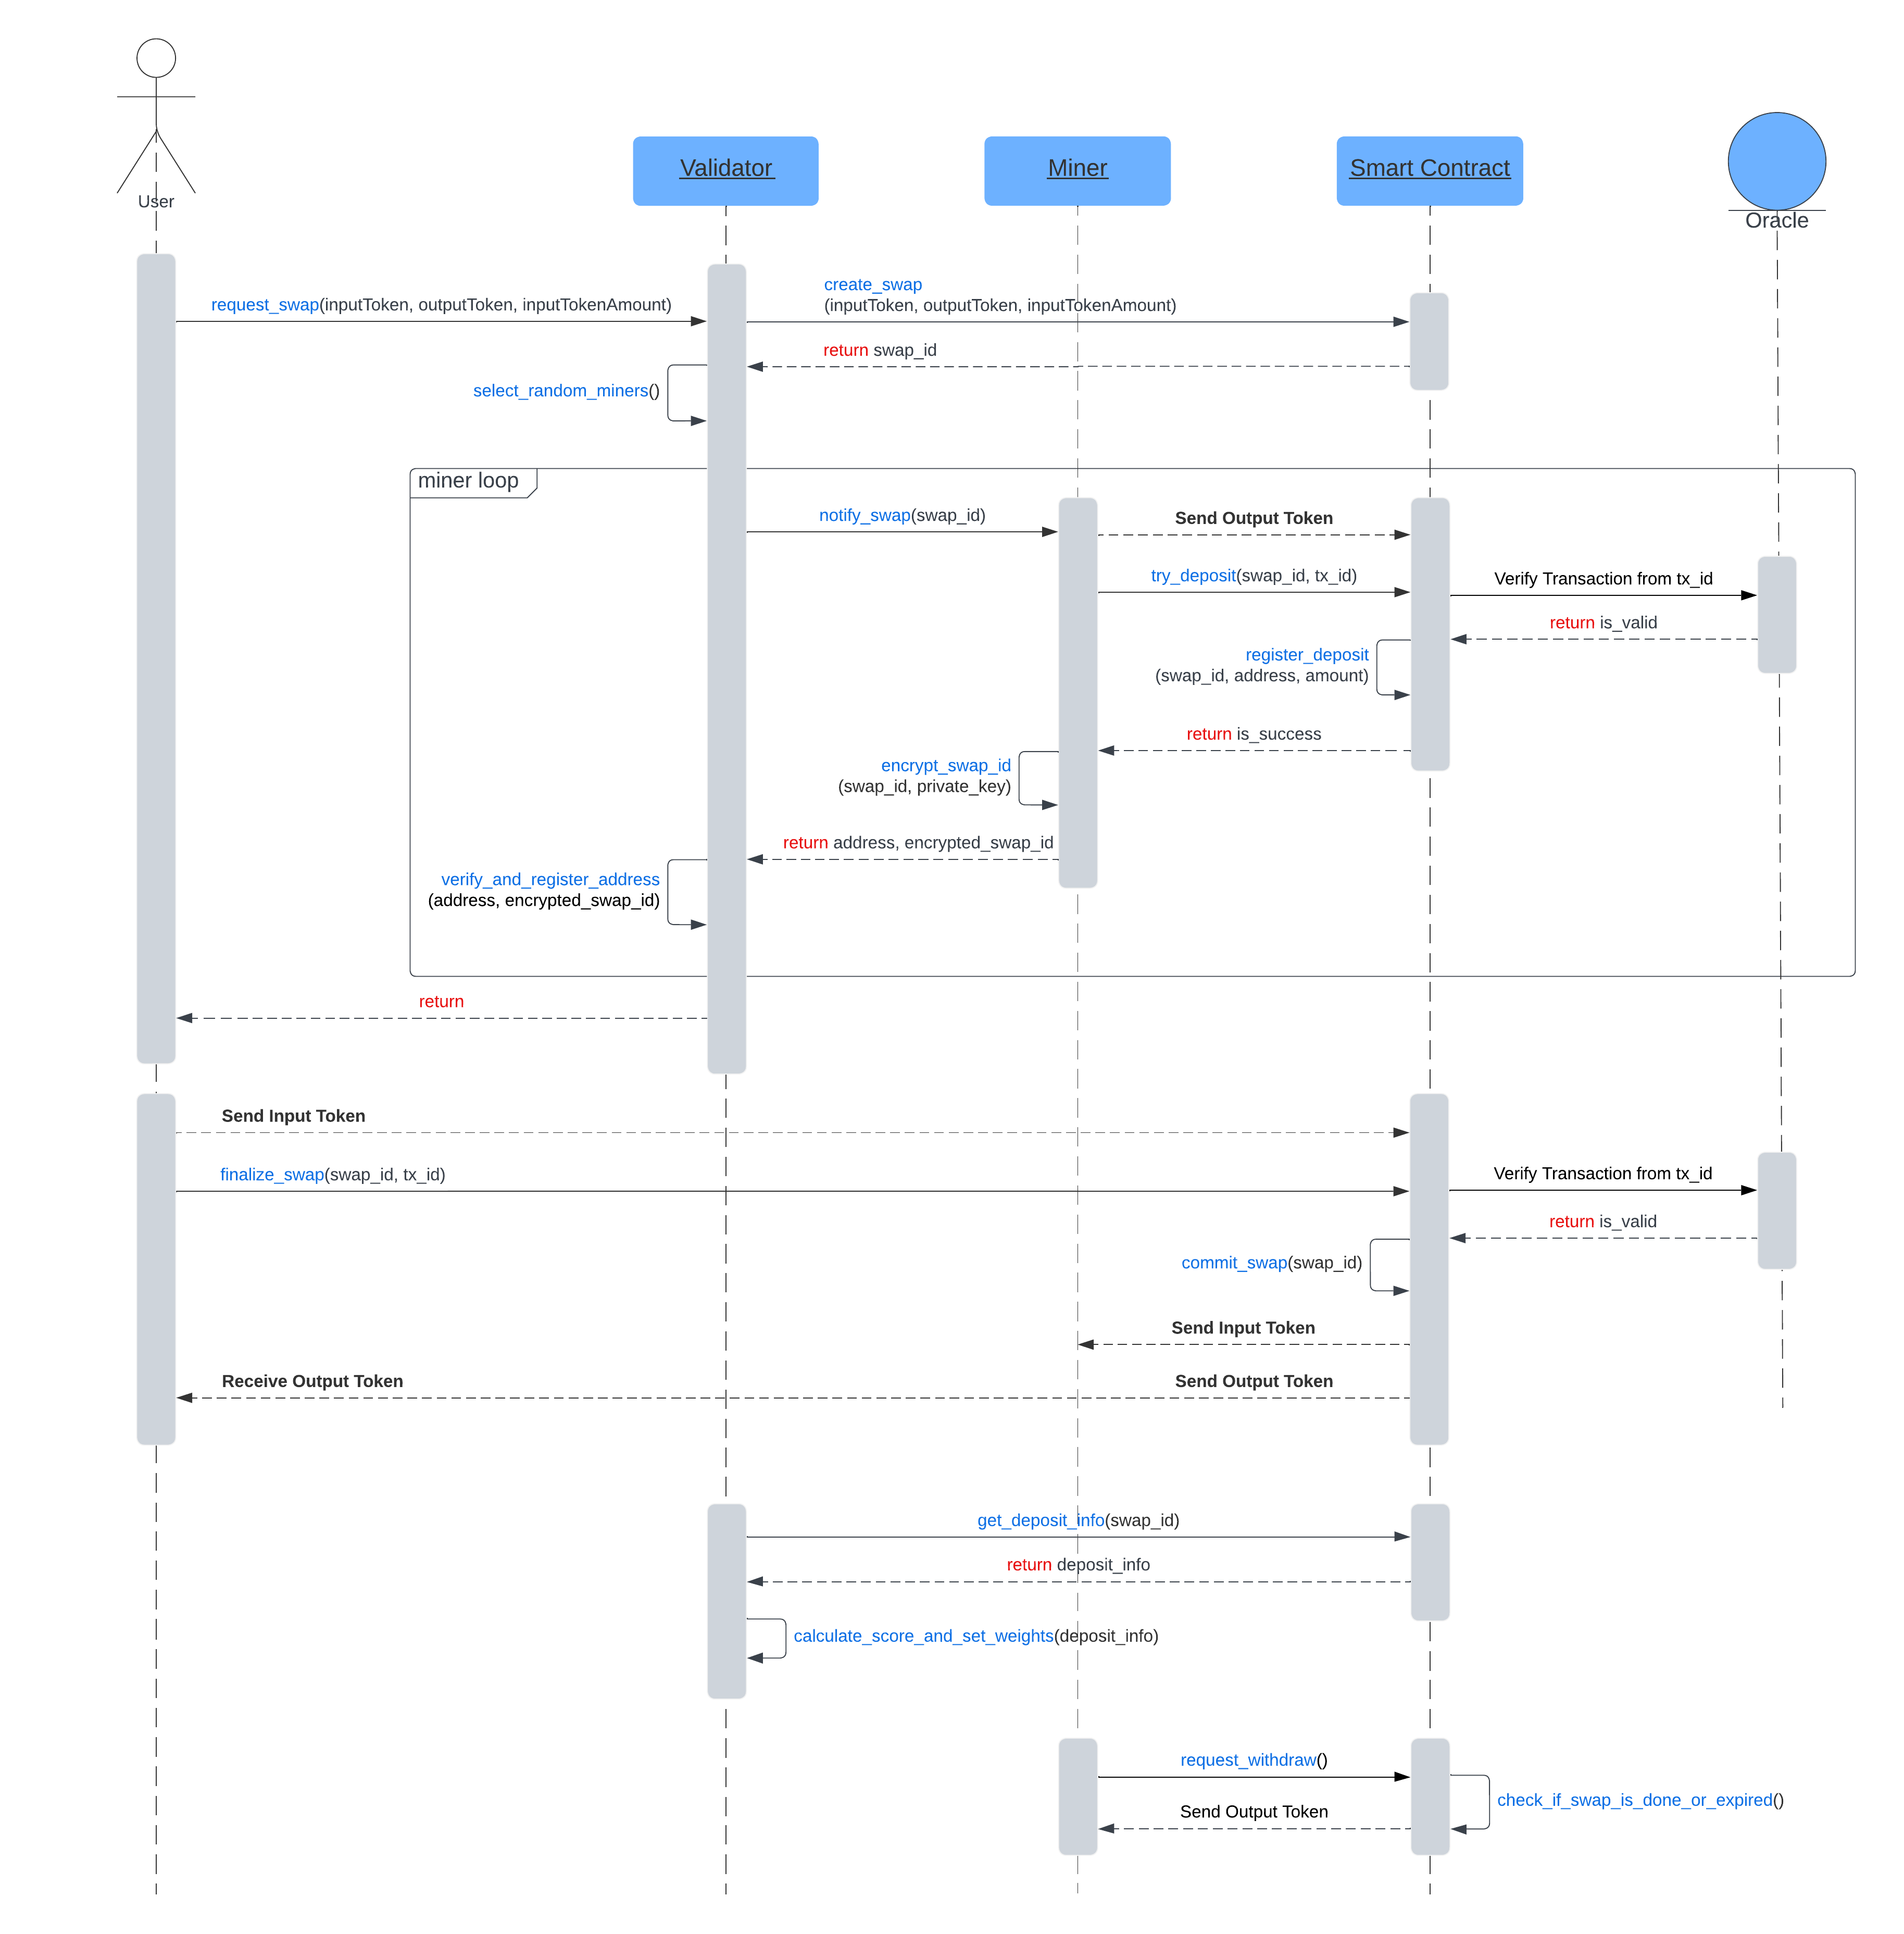 User
Validator
Miner
Smart Contract
Oracle
request_swap(inputToken, outputToken, inputTokenAmount)
create_swap
(inputToken, outputToken, inputTokenAmount)
return swap_id
select_random_miners()
miner loop
notify_swap(swap_id)
Send Output Token
try_deposit(swap_id, tx_id)
Verify Transaction from tx_id
return is_valid
register_deposit
(swap_id, address, amount)
return is_success
encrypt_swap_id
(swap_id, private_key)
return address, encrypted_swap_id
verify_and_register_address
(address, encrypted_swap_id)
return
Send Input Token
finalize_swap(swap_id, tx_id)
Verify Transaction from tx_id
return is_valid
commit_swap(swap_id)
Send Input Token
Receive Output Token
Send Output Token
get_deposit_info(swap_id)
return deposit_info
calculate_score_and_set_weights(deposit_info)
request_withdraw()
check_if_swap_is_done_or_expired()
Send Output Token